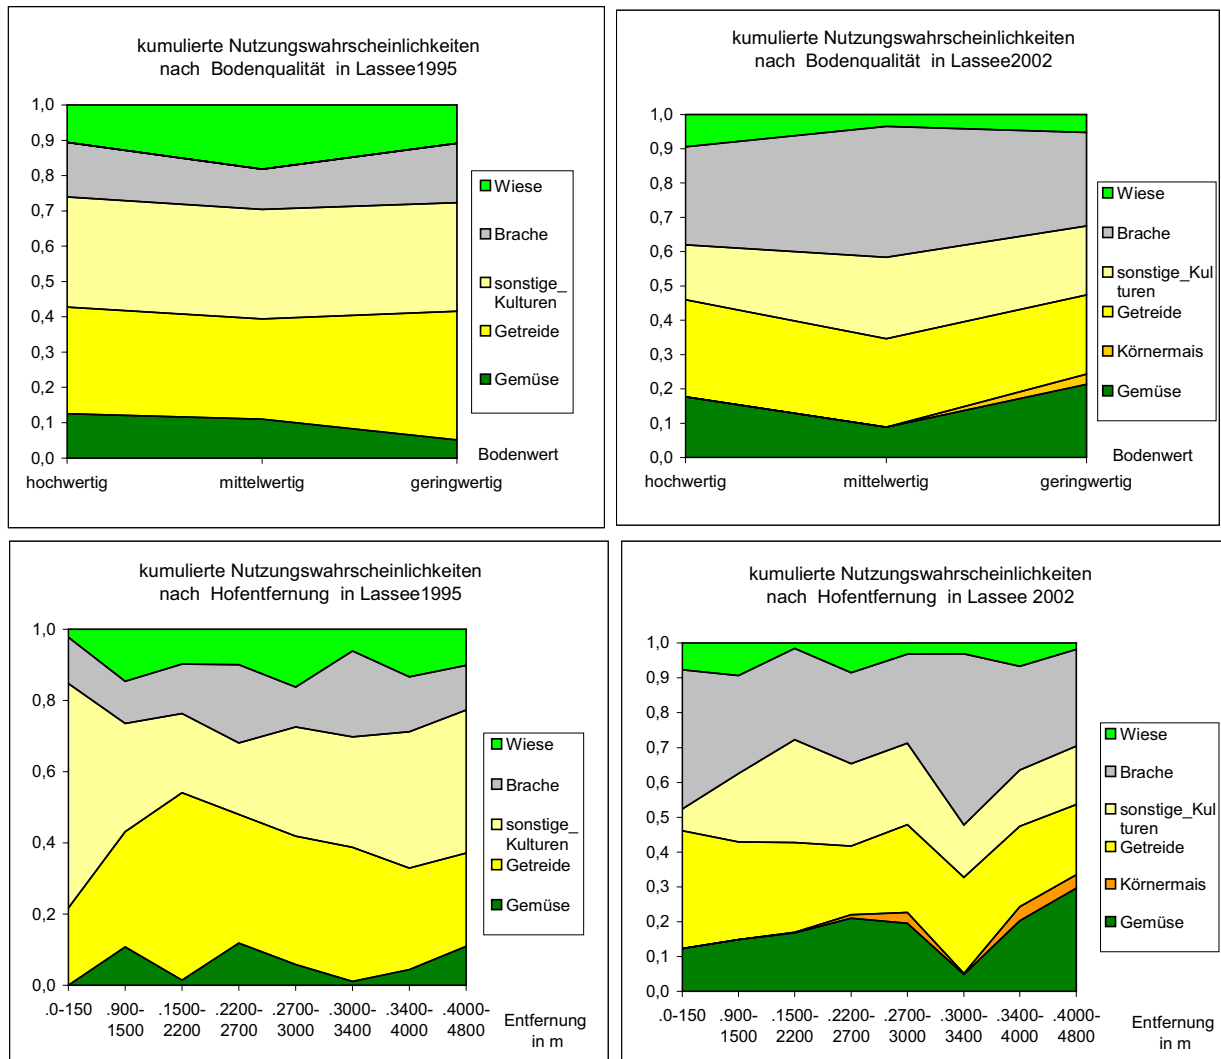 kumulierte Nutzungswahrscheinlichkeiten
nach Bodenqualität in Lassee1995
1,0
0,9
0,8
0,7
0,6
0,5
0,4
0,3
0,2
0,1
0,0
hochwertig mittelwertig geringwertig
Bodenwert
Wiese
Brache
sonstige_
Kulturen
Getreide
Gemüse
kumulierte Nutzungswahrscheinlichkeiten
nach Bodenqualität in Lassee2002
1,0
0,9
0,8
0,7
0,6
0,5
0,4
0,3
0,2
0,1
0,0
hochwertig mittelwertig geringwertig
Bodenwert
Wiese
Brache
sonstige_Kul
turen
Getreide
Körnermais
Gemüse
kumulierte Nutzungswahrscheinlichkeiten
nach Hofentfernung in Lassee1995
1,0
0,8
0,6
0,4
0,2
0,0
.0-150 .900- .1500- .2200- .2700- .3000- .3400- .4000-
1500 2200 2700 3000 3400 4000 4800
Entfernung
in m
Wiese
Brache
sonstige_
Kulturen
Getreide
Gemüse
kumulierte Nutzungswahrscheinlichkeiten
nach Hofentfernung in Lassee 2002
1,0
0,9
0,8
0,7
0,6
0,5
0,4
0,3
0,2
0,1
0,0
.0-150 .900- .1500- .2200- .2700- .3000- .3400- .4000-
1500 2200 2700 3000 3400 4000 4800
Entfernung
in m
Wiese
Brache
sonstige_Kul
turen
Getreide
Körnermais
Gemüse